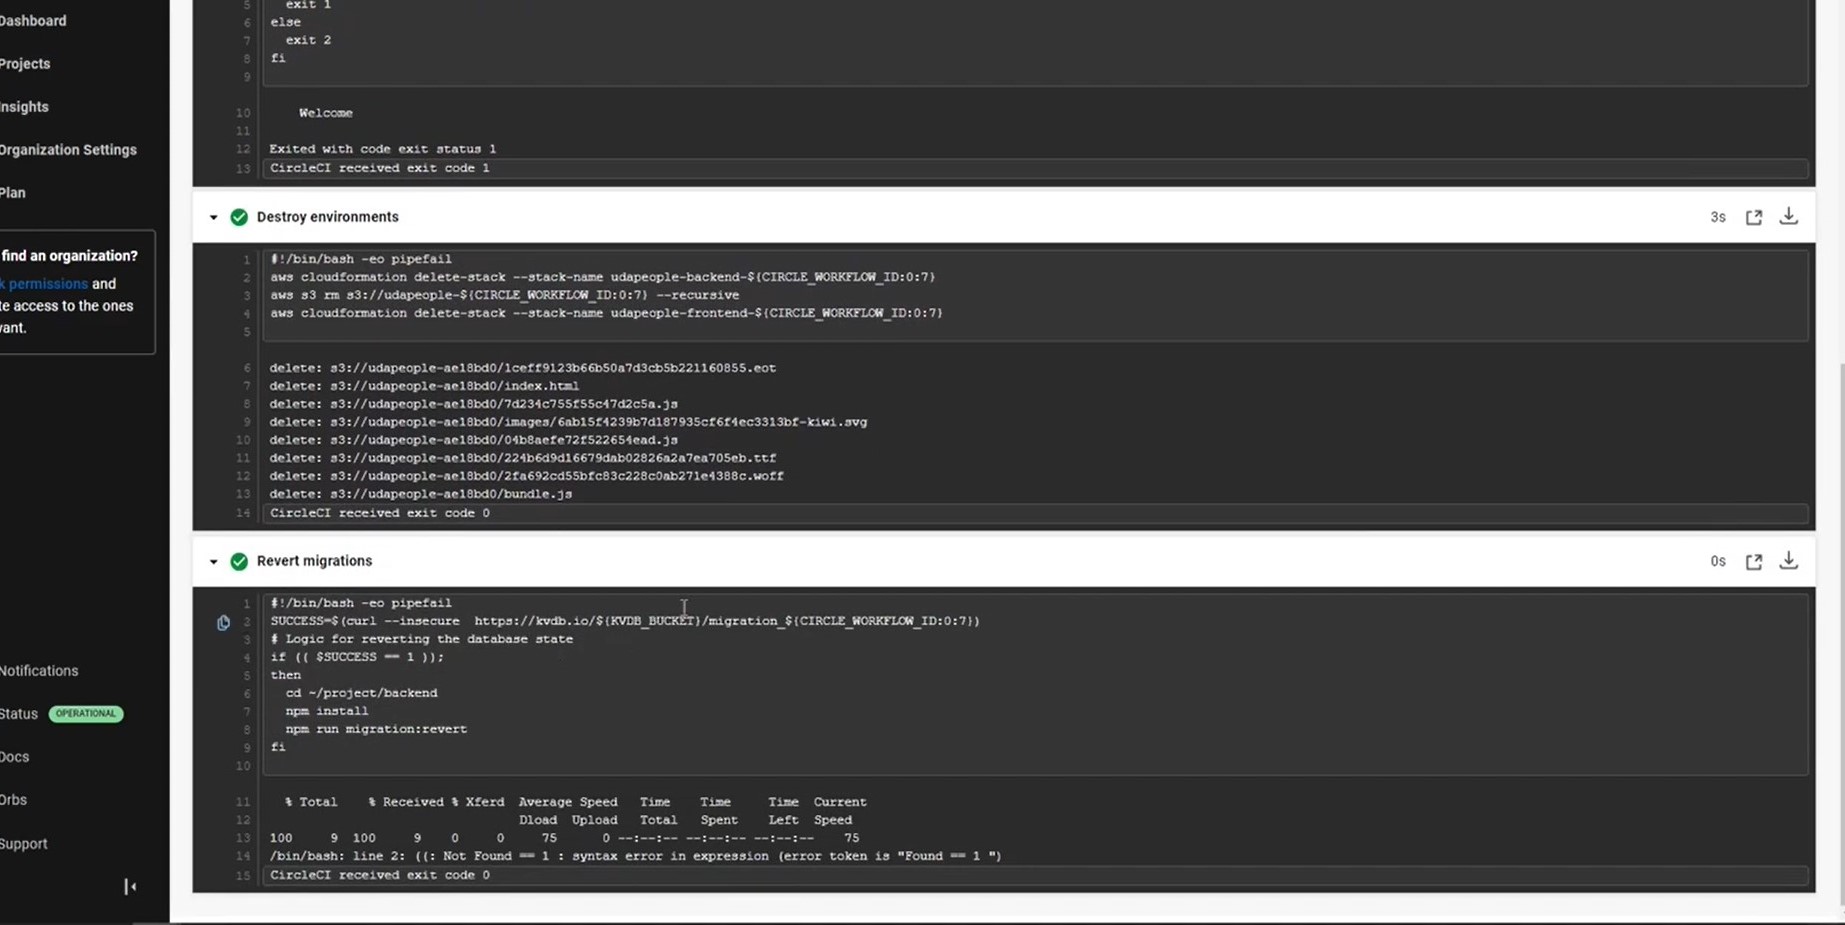 Dashboard
Projects
Insights
Organization Settings
Plan
find an organization?
k permissions and
te access to the ones
want.
Notifications
Status OPERATIONAL
Docs
Orbs
Support
5 exit 1
6 else
7 exit 2
8 fi
9
10 Welcome
11
12 Exited with code exit status 1
13 CircleCI received exit code 1
Destroy environments 3s
1 #!/bin/bash -eo pipefail
2 aws cloudformation delete-stack --stack-name udapeople-backend-${CIRCLE_WORKFLOW_ID:0:7}
3 aws s3 rm s3://udapeople-${CIRCLE_WORKFLOW_ID:0:7} --recursive
4 aws cloudformation delete-stack --stack-name udapeople-frontend-${CIRCLE_WORKFLOW_ID:0:7}
5
6 delete: s3://udapeople-ae18bd0/1ceff9123b66b50a7d3cb5b221160855.eot
7 delete: s3://udapeople-ae18bd0/index.html
8 delete: s3://udapeople-ae18bd0/7d234c755f55c47d2c5a.js
9 delete: s3://udapeople-ae18bd0/images/6ab15f4239b7d187935cf6f4ec3313bf-kiwi.svg
10 delete: s3://udapeople-ae18bd0/04b8aefe72f522654ead.js
11 delete: s3://udapeople-ae18bd0/224b6d9d16679dab02826a2a7ea705eb.ttf
12 delete: s3://udapeople-ae18bd0/2fa692cd55bfc83c228c0ab271e4388c.woff
13 delete: s3://udapeople-ae18bd0/bundle.js
14 CircleCI received exit code 0
Revert migrations 0s
1 #!/bin/bash -eo pipefail
2 SUCCESS=$(curl --insecure  https://kvdb.io/${KVDB_BUCKET}/migration_${CIRCLE_WORKFLOW_ID:0:7})
3 # Logic for reverting the database state
4 if (( $SUCCESS == 1 ));
5 then
6 cd ~/project/backend
7 npm install
8 npm run migration:revert
9 fi
10
11 % Total % Received % Xferd Average Speed Time Time Time Current
12 Dload Upload Total Spent Left Speed
13 100 9 100 9 0 0 75 0 --:--:-- --:--:-- --:--:-- 75
14 /bin/bash: line 2: ((: Not Found == 1 : syntax error in expression (error token is "Found == 1 ")
15 CircleCI received exit code 0